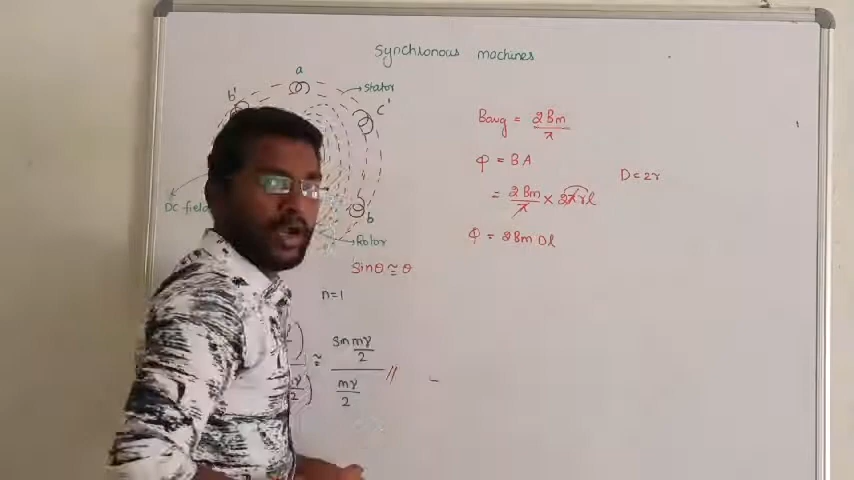 Synchronous machines
a
stator
b'
c'
DC field
b
Rotor
Sinθ ≅ θ
n=1
≅ sin mγ/2
mγ/2 //
Bavg = 2Bm/π
φ = BA
= 2Bm/π × 2πrl
D=2r
φ = 2Bm Dl